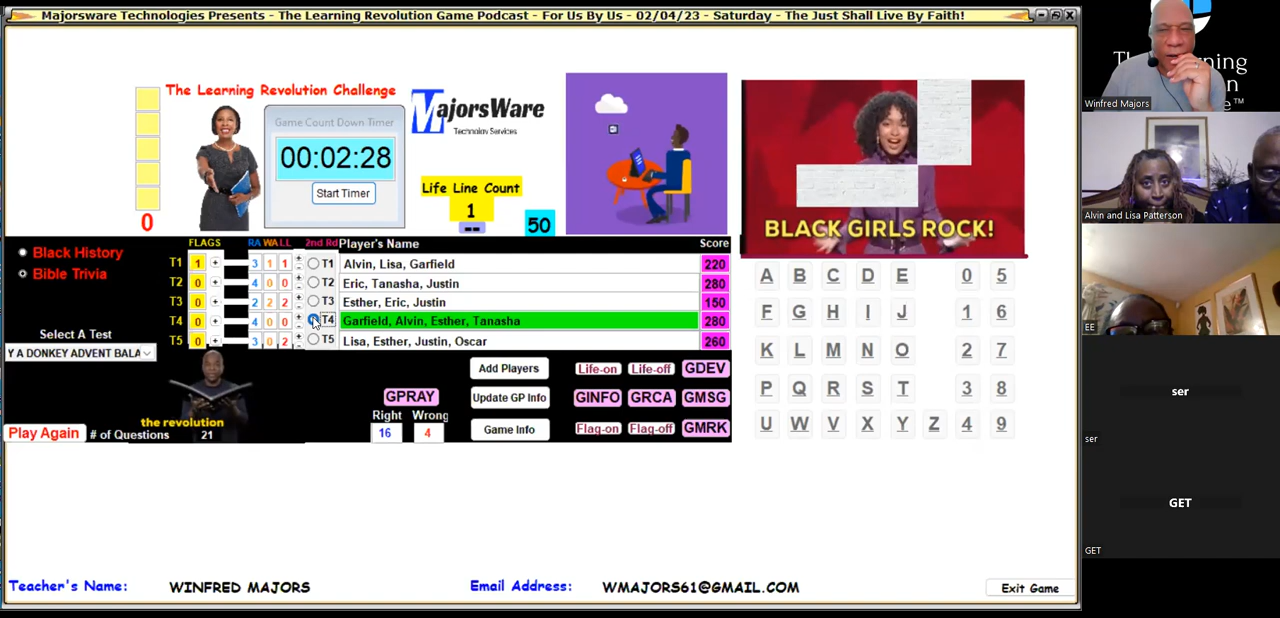 Majorsware Technologies Presents - The Learning Revolution Game Podcast - For Us By Us - 02/04/23 - Saturday - The Just Shall Live By Faith!
The Learning Revolution Challenge
Game Count Down Timer
00:02:28
Start Timer
0
MajorsWare
Technology Services
Life Line Count
1
--
50
BLACK GIRLS ROCK!
Black History
Bible Trivia
Select A Test
Y A DONKEY ADVENT BALA
FLAGS RA WA LL 2nd Rd Player's Name Score
T1 1 + 3 1 1 T1 Alvin, Lisa, Garfield 220
T2 0 + 4 0 0 T2 Eric, Tanasha, Justin 280
T3 0 + 2 2 2 T3 Esther, Eric, Justin 150
T4 0 + 4 0 0 T4 Garfield, Alvin, Esther, Tanasha 280
T5 0 + 3 0 2 T5 Lisa, Esther, Justin, Oscar 260
the revolution
Play Again # of Questions 21
GPRAY
Right Wrong
16 4
Add Players Life-on Life-off GDEV
Update GP Info GINFO GRCA GMSG
Game Info Flag-on Flag-off GMRK
A B C D E 0 5
F G H I J 1 6
K L M N O 2 7
P Q R S T 3 8
U W V X Y Z 4 9
Teacher's Name: WINFRED MAJORS Email Address: WMAJORS61@GMAIL.COM Exit Game
Winfred Majors
Alvin and Lisa Patterson
EE
ser
ser
GET
GET